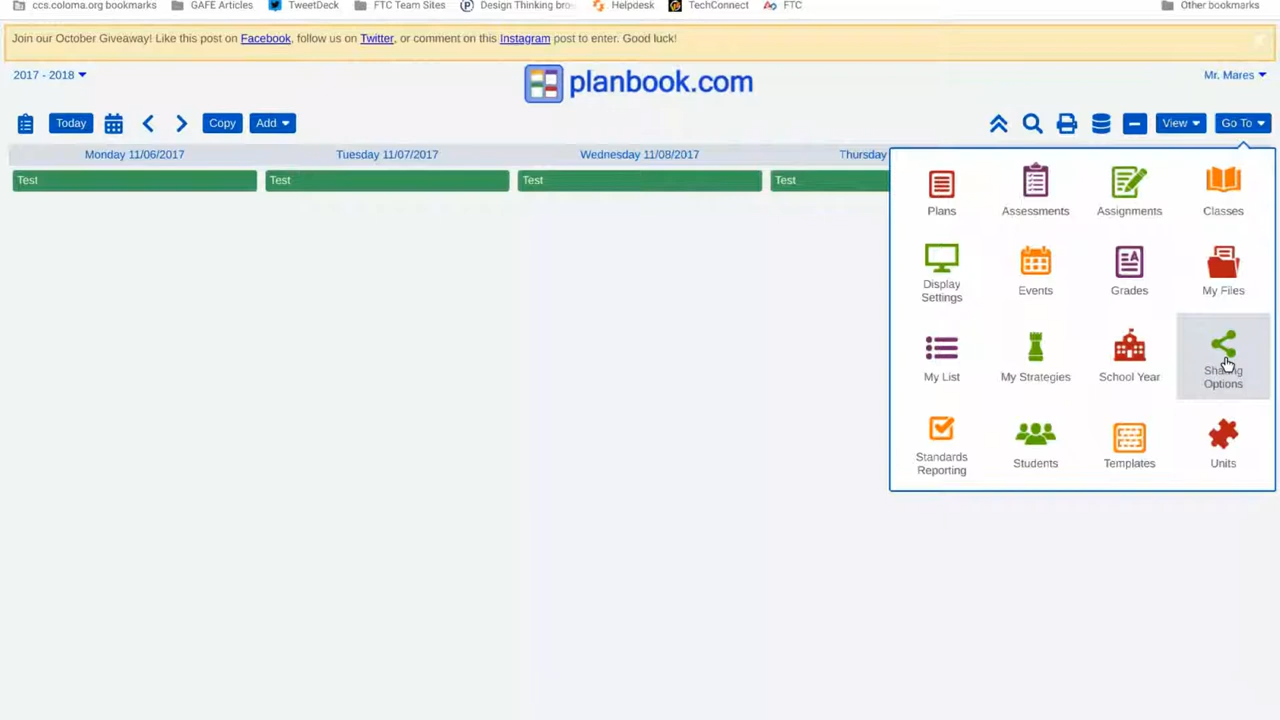 ccs.coloma.org bookmarks GAFE Articles TweetDeck FTC Team Sites Design Thinking bro Helpdesk TechConnect FTC Other bookmarks
Join our October Giveaway! Like this post on Facebook, follow us on Twitter, or comment on this Instagram post to enter. Good luck!
2017 - 2018 planbook.com Mr. Mares
Today Copy Add View Go To
Monday 11/06/2017 Tuesday 11/07/2017 Wednesday 11/08/2017 Thursday
Test Test Test Test
Plans Assessments Assignments Classes
Display Settings Events Grades My Files
My List My Strategies School Year Sharing Options
Standards Reporting Students Templates Units